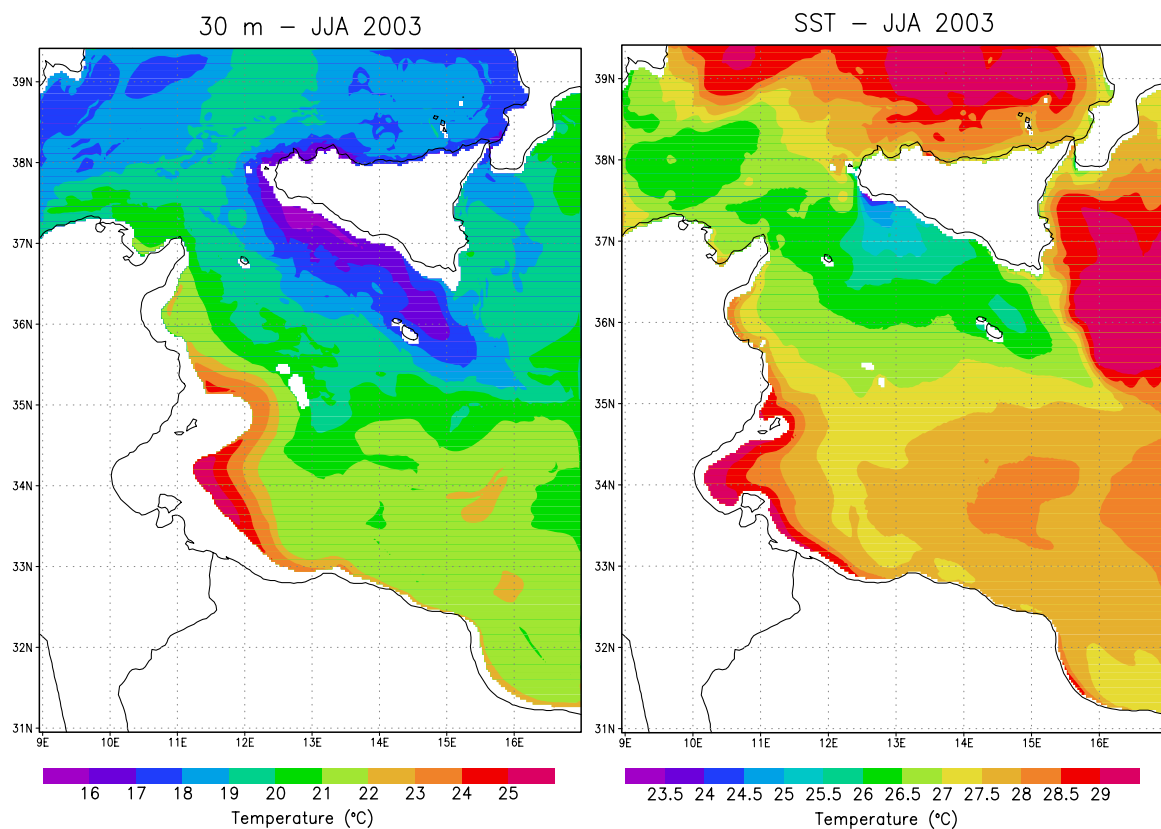 30 m – JJA 2003
39N
38N
37N
36N
35N
34N
33N
32N
31N
9E 10E 11E 12E 13E 14E 15E 16E
16 17 18 19 20 21 22 23 24 25
Temperature (°C)
SST – JJA 2003
39N
38N
37N
36N
35N
34N
33N
32N
31N
9E 10E 11E 12E 13E 14E 15E 16E
23.5 24 24.5 25 25.5 26 26.5 27 27.5 28 28.5 29
Temperature (°C)